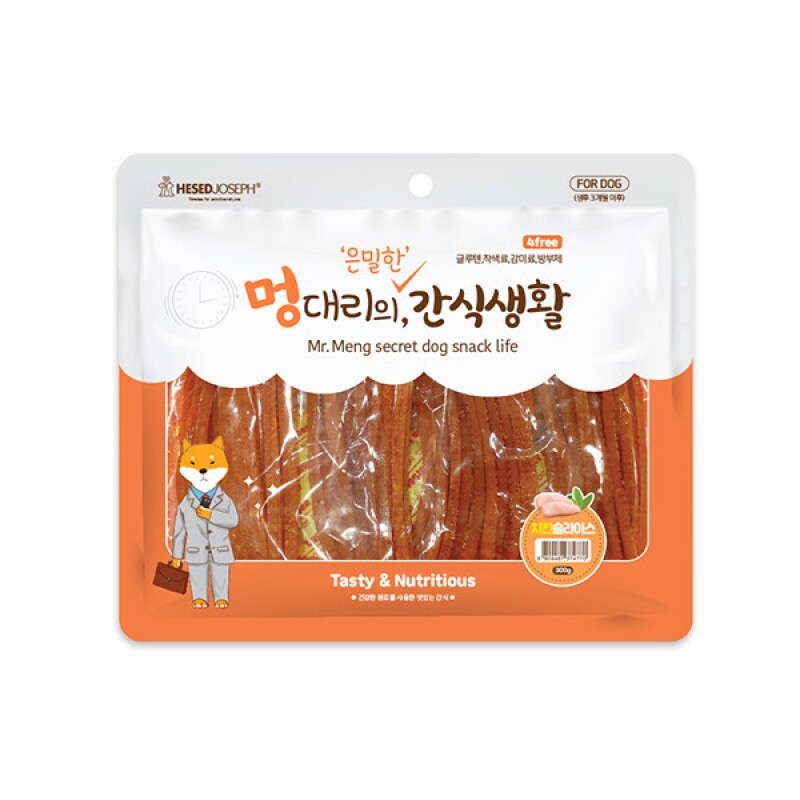 HESEDJOSEPH®
FOR DOG
(생후 3개월 이후)
4free
글루텐,착색료,감미료,방부제
‘은밀한’
멍대리의, 간식생활
Mr. Meng secret dog snack life
치킨슬라이스
300g
Tasty & Nutritious
건강한 원료를 사용한 맛있는 간식